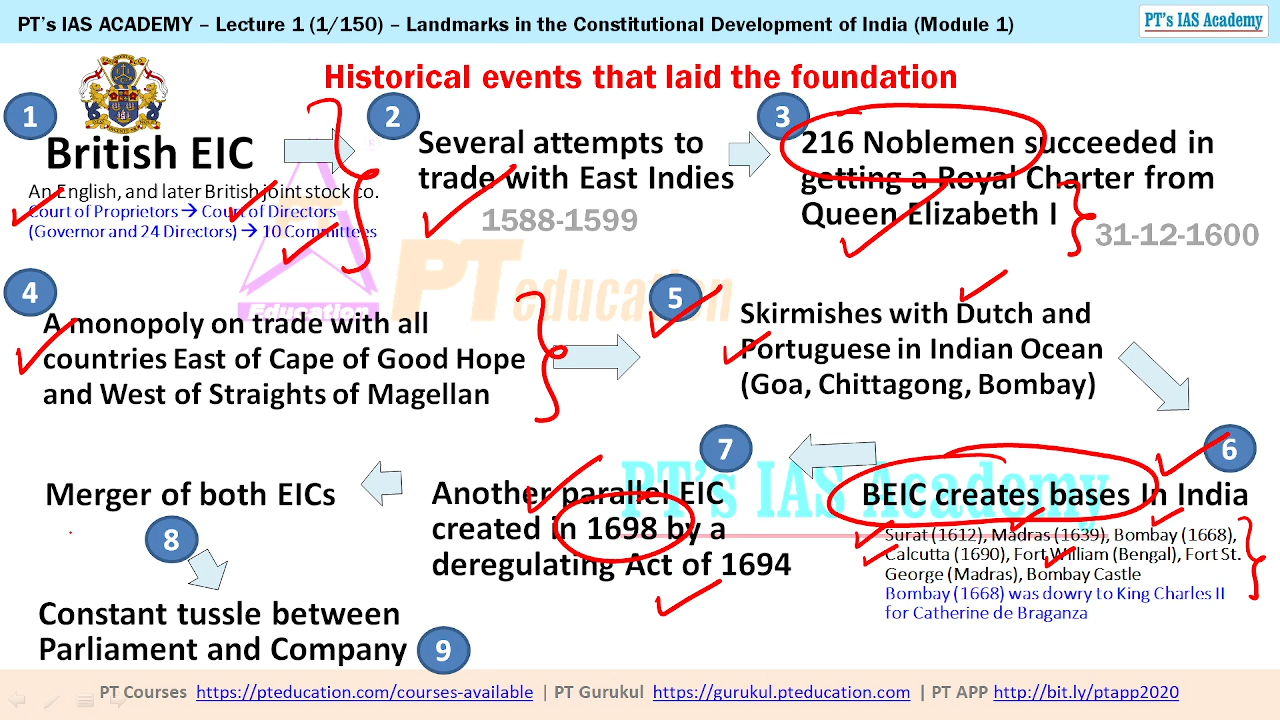 PT's IAS ACADEMY – Lecture 1 (1/150) – Landmarks in the Constitutional Development of India (Module 1)
PT's IAS Academy
Historical events that laid the foundation
1
British EIC
An English, and later British joint stock co.
Court of Proprietors → Court of Directors
(Governor and 24 Directors) → 10 Committees
2
Several attempts to
trade with East Indies
1588-1599
3
216 Noblemen succeeded in
getting a Royal Charter from
Queen Elizabeth I
31-12-1600
4
A monopoly on trade with all
countries East of Cape of Good Hope
and West of Straights of Magellan
5
Skirmishes with Dutch and
Portuguese in Indian Ocean
(Goa, Chittagong, Bombay)
6
BEIC creates bases In India
Surat (1612), Madras (1639), Bombay (1668),
Calcutta (1690), Fort William (Bengal), Fort St.
George (Madras), Bombay Castle
Bombay (1668) was dowry to King Charles II
for Catherine de Braganza
7
Another parallel EIC
created in 1698 by a
deregulating Act of 1694
Merger of both EICs
8
Constant tussle between
Parliament and Company
9
PT education
Education
PT's IAS Academy
PT Courses https://pteducation.com/courses-available | PT Gurukul https://gurukul.pteducation.com | PT APP http://bit.ly/ptapp2020